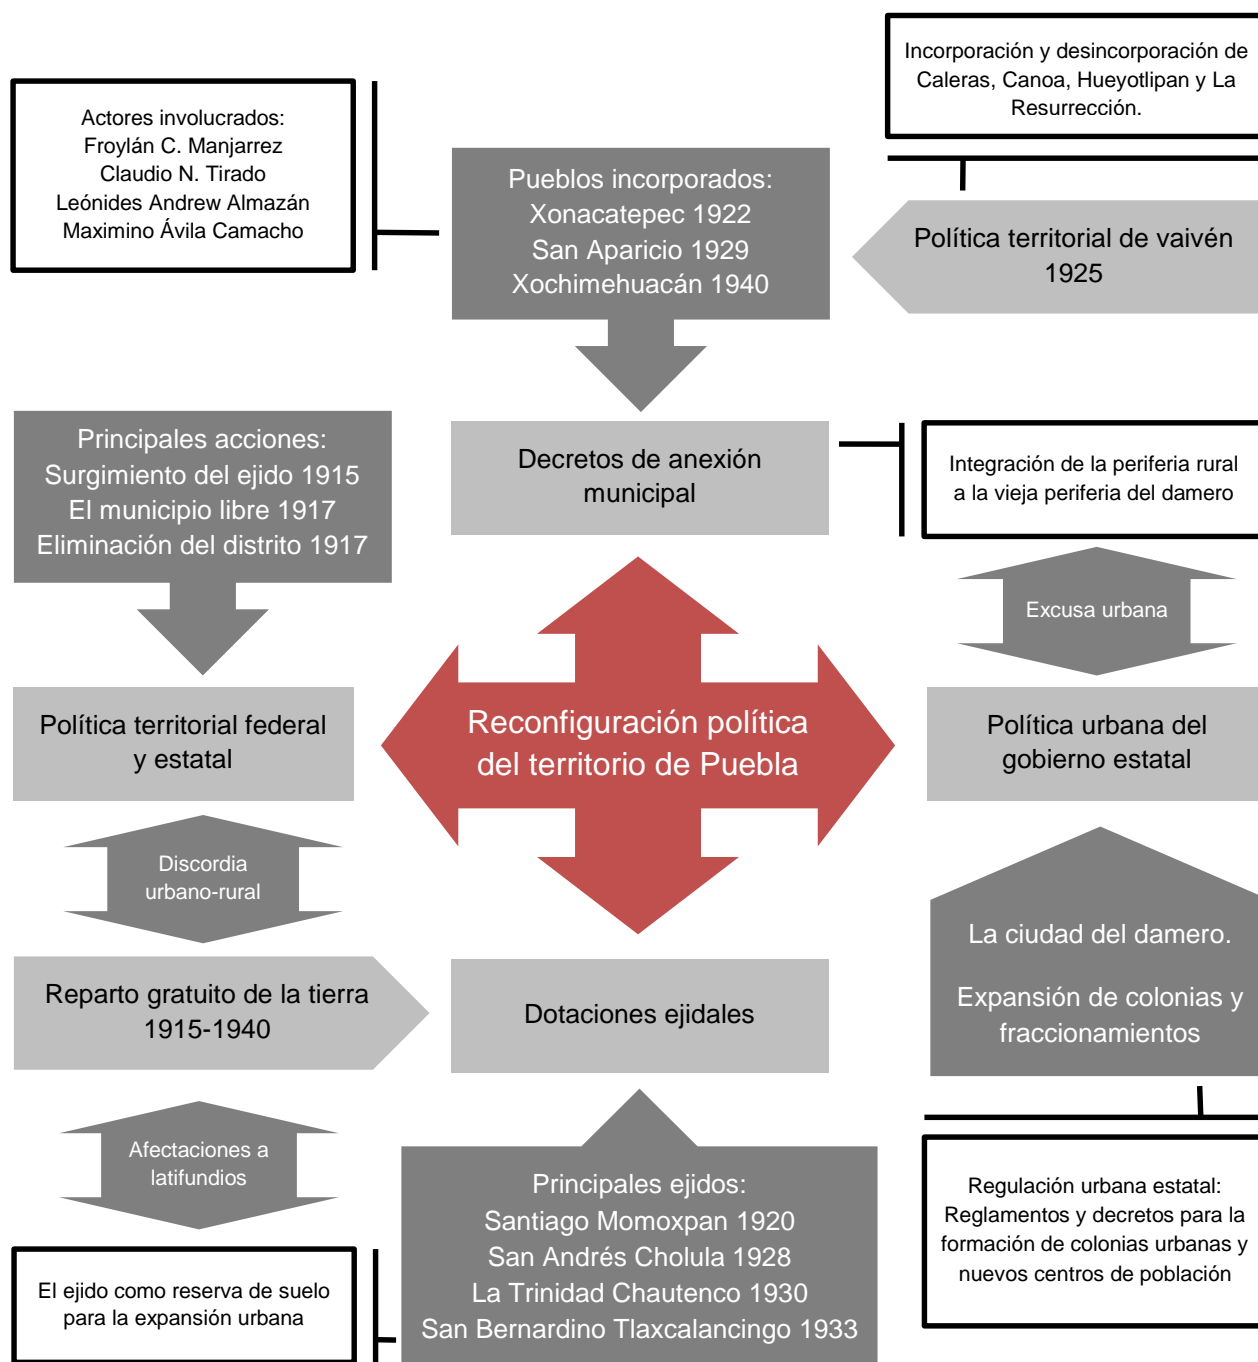 Incorporación y desincorporación de
Caleras, Canoa, Hueyotlipan y La
Resurrección.
Actores involucrados:
Froylán C. Manjarrez
Claudio N. Tirado
Leónides Andrew Almazán
Maximino Ávila Camacho
Pueblos incorporados:
Xonacatepec 1922
San Aparicio 1929
Xochimehuacán 1940
Política territorial de vaivén
1925
Principales acciones:
Surgimiento del ejido 1915
El municipio libre 1917
Eliminación del distrito 1917
Decretos de anexión
municipal
Integración de la periferia rural
a la vieja periferia del damero
Excusa urbana
Política territorial federal
y estatal
Reconfiguración política
del territorio de Puebla
Política urbana del
gobierno estatal
Discordia
urbano-rural
La ciudad del damero.
Expansión de colonias y
fraccionamientos
Reparto gratuito de la tierra
1915-1940
Dotaciones ejidales
Afectaciones a
latifundios
Principales ejidos:
Santiago Momoxpan 1920
San Andrés Cholula 1928
La Trinidad Chautenco 1930
San Bernardino Tlaxcalancingo 1933
Regulación urbana estatal:
Reglamentos y decretos para la
formación de colonias urbanas y
nuevos centros de población
El ejido como reserva de suelo
para la expansión urbana